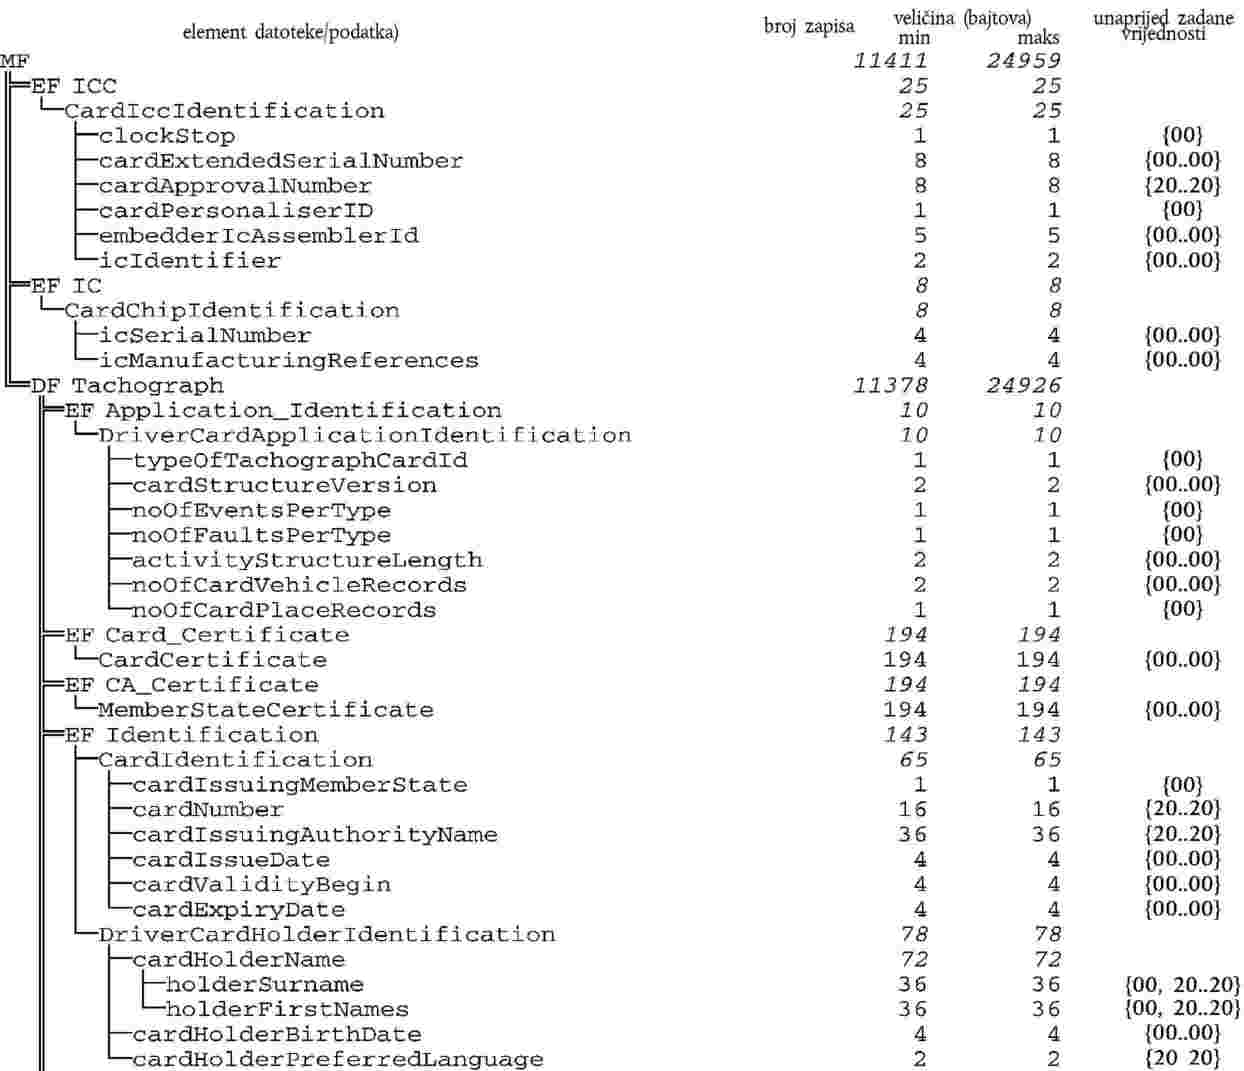 element datoteke/podatka) broj zapisa veličina (bajtova) unaprijed zadane
min maks vrijednosti
MF 11411 24959
EF ICC 25 25
CardIccIdentification 25 25
clockStop 1 1 {00}
cardExtendedSerialNumber 8 8 {00..00}
cardApprovalNumber 8 8 {20..20}
cardPersonaliserID 1 1 {00}
embedderIcAssemblerId 5 5 {00..00}
icIdentifier 2 2 {00..00}
EF IC 8 8
CardChipIdentification 8 8
icSerialNumber 4 4 {00..00}
icManufacturingReferences 4 4 {00..00}
DF Tachograph 11378 24926
EF Application_Identification 10 10
DriverCardApplicationIdentification 10 10
typeOfTachographCardId 1 1 {00}
cardStructureVersion 2 2 {00..00}
noOfEventsPerType 1 1 {00}
noOfFaultsPerType 1 1 {00}
activityStructureLength 2 2 {00..00}
noOfCardVehicleRecords 2 2 {00..00}
noOfCardPlaceRecords 1 1 {00}
EF Card_Certificate 194 194
CardCertificate 194 194 {00..00}
EF CA_Certificate 194 194
MemberStateCertificate 194 194 {00..00}
EF Identification 143 143
CardIdentification 65 65
cardIssuingMemberState 1 1 {00}
cardNumber 16 16 {20..20}
cardIssuingAuthorityName 36 36 {20..20}
cardIssueDate 4 4 {00..00}
cardValidityBegin 4 4 {00..00}
cardExpiryDate 4 4 {00..00}
DriverCardHolderIdentification 78 78
cardHolderName 72 72
holderSurname 36 36 {00, 20..20}
holderFirstNames 36 36 {00, 20..20}
cardHolderBirthDate 4 4 {00..00}
cardHolderPreferredLanguage 2 2 {20 20}